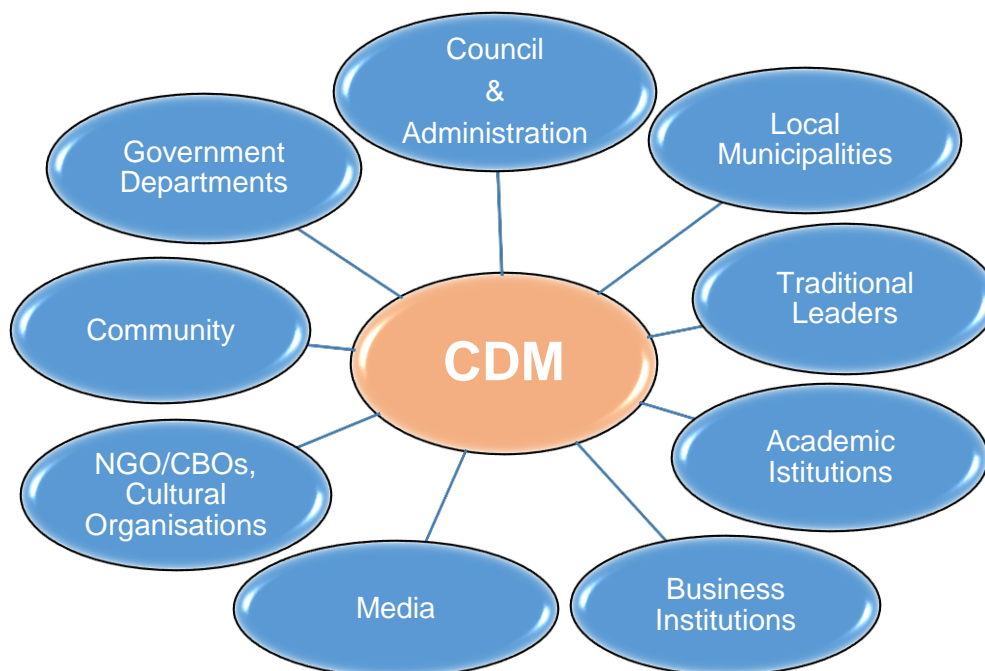 Council
&
Administration
Local
Municipalities
Government
Departments
Traditional
Leaders
Community
CDM
Academic
Istitutions
NGO/CBOs,
Cultural
Organisations
Business
Institutions
Media